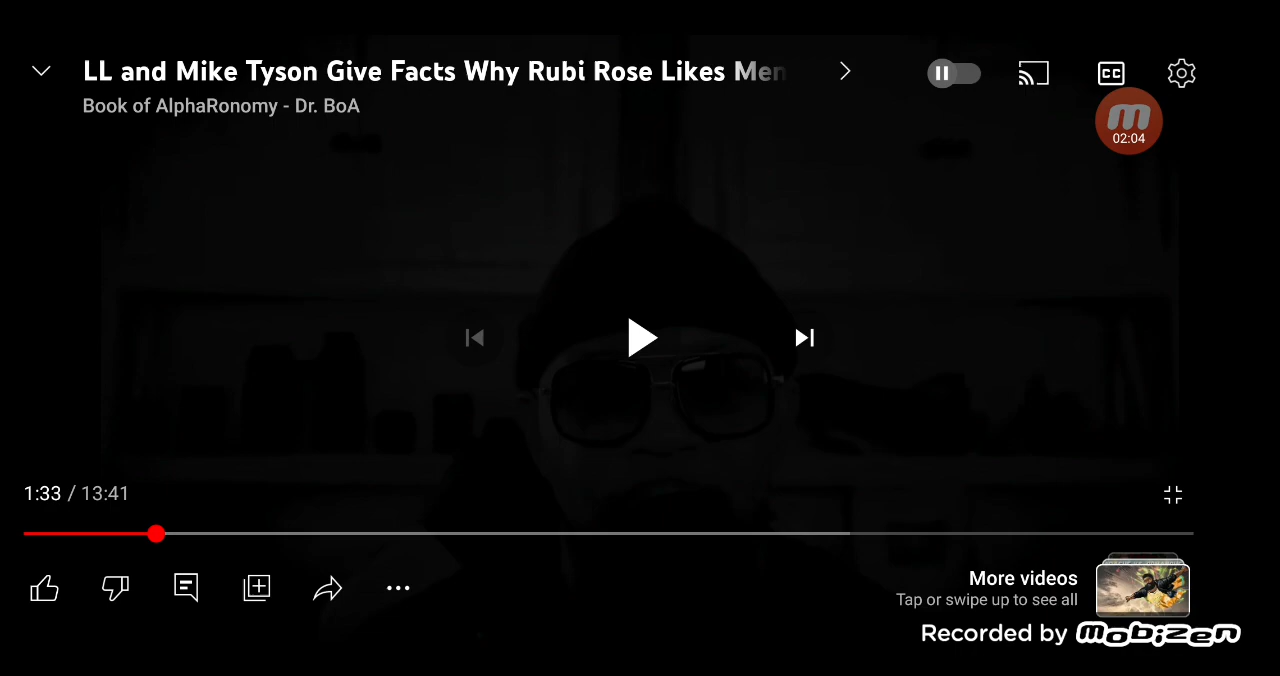 LL and Mike Tyson Give Facts Why Rubi Rose Likes Men
Book of AlphaRonomy - Dr. BoA
CC
m
02:04
1:33 / 13:41
More videos
Tap or swipe up to see all
Recorded by mobizen